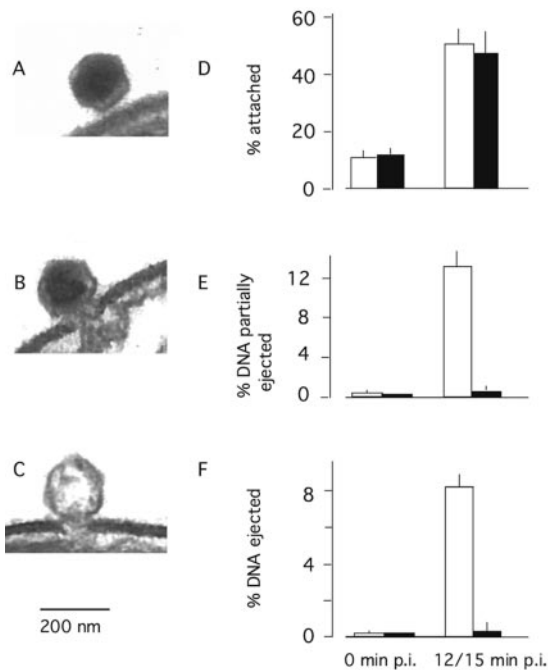 A
D
% attached
60
40
20
0
B
E
% DNA partially
ejected
12
8
4
0
C
F
% DNA ejected
8
4
0
200 nm
0 min p.i.
12/15 min p.i.